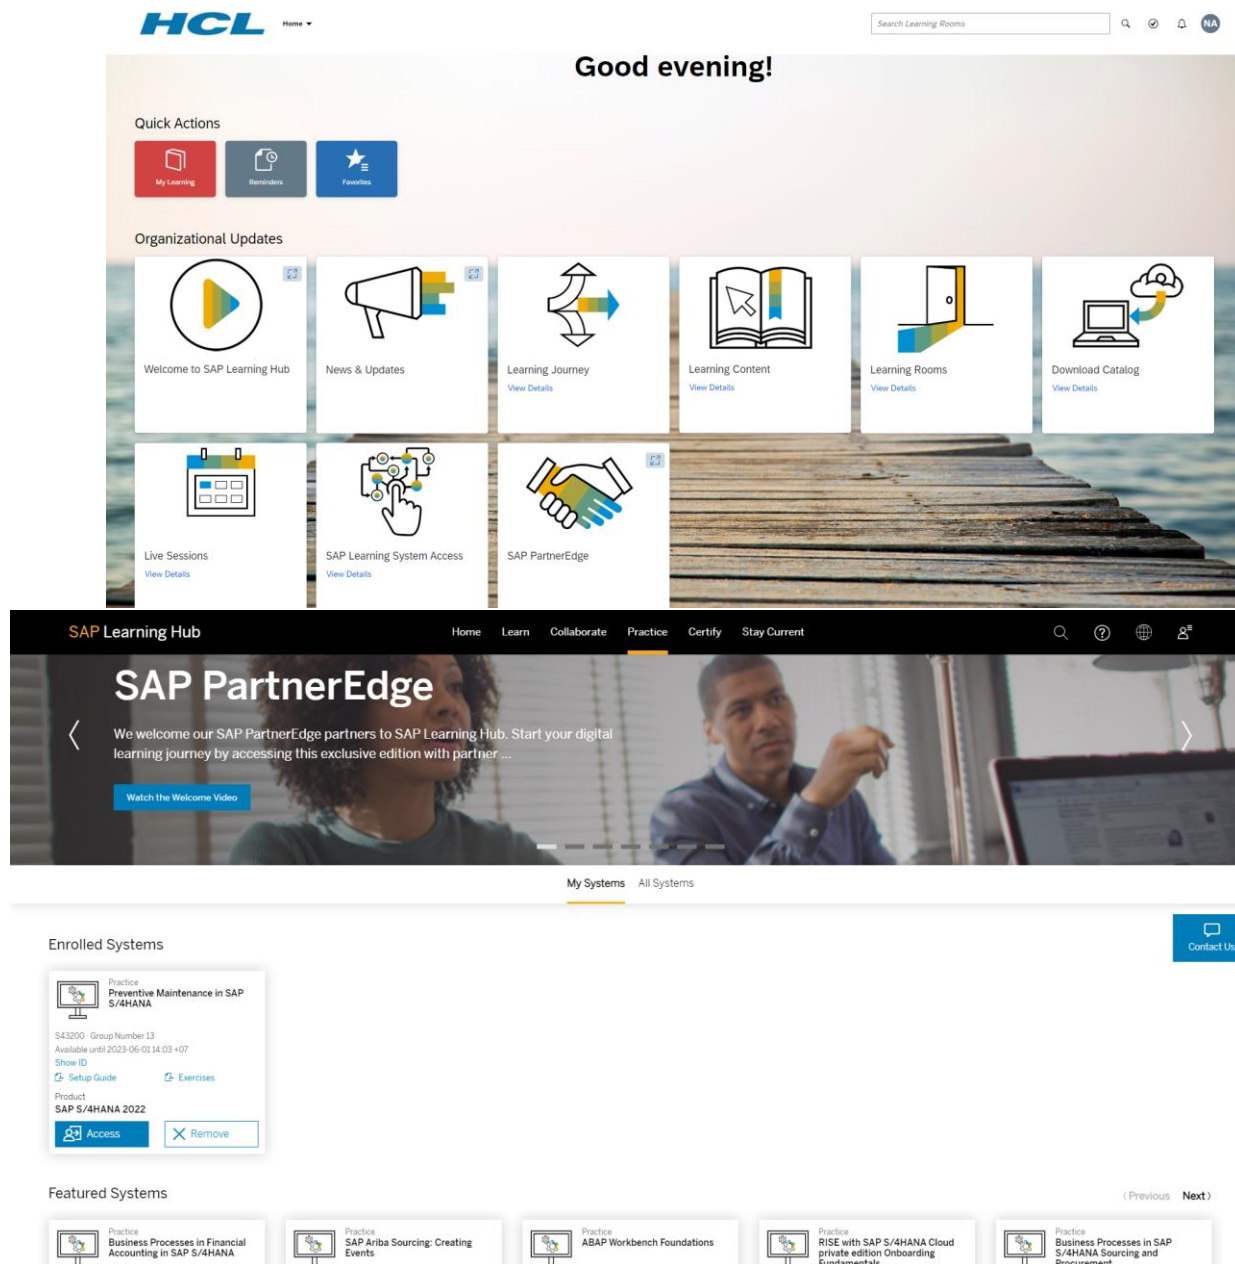 HCL
Home
Search Learning Rooms
NA
Good evening!
Quick Actions
My Learning
Reminders
Favorites
Organizational Updates
Welcome to SAP Learning Hub
News & Updates
Learning Journey
View Details
Learning Content
View Details
Learning Rooms
View Details
Download Catalog
View Details
Live Sessions
View Details
SAP Learning System Access
View Details
SAP PartnerEdge
SAP Learning Hub
Home Learn Collaborate Practice Certify Stay Current
SAP PartnerEdge
We welcome our SAP PartnerEdge partners to SAP Learning Hub. Start your digital
learning journey by accessing this exclusive edition with partner ...
Watch the Welcome Video
My Systems All Systems
Contact Us
Enrolled Systems
Practice
Preventive Maintenance in SAP
S/4HANA
S43200 - Group Number 13
Available until 2023-06-01 14:03 +07
Show ID
Setup Guide Exercises
Product
SAP S/4HANA 2022
Access Remove
Featured Systems
Previous Next
Practice
Business Processes in Financial
Accounting in SAP S/4HANA
Practice
SAP Ariba Sourcing: Creating
Events
Practice
ABAP Workbench Foundations
Practice
RISE with SAP S/4HANA Cloud
private edition Onboarding
Fundamentals
Practice
Business Processes in SAP
S/4HANA Sourcing and
Procurement